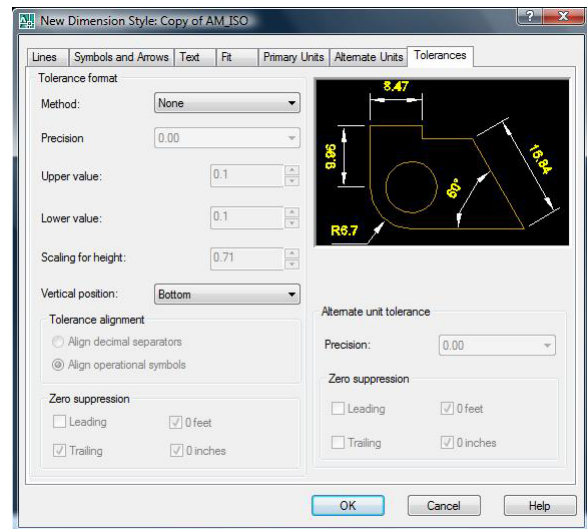 New Dimension Style: Copy of AM_ISO
Lines Symbols and Arrows Text Fit Primary Units Alternate Units Tolerances
Tolerance format
Method: None
Precision 0.00
Upper value: 0.1
Lower value: 0.1
Scaling for height: 0.71
Vertical position: Bottom
Tolerance alignment
Align decimal separators
Align operational symbols
Zero suppression
Leading 0 feet
Trailing 0 inches
8.47
9.96
16.84
60°
R6.7
Alternate unit tolerance
Precision: 0.00
Zero suppression
Leading 0 feet
Trailing 0 inches
OK Cancel Help